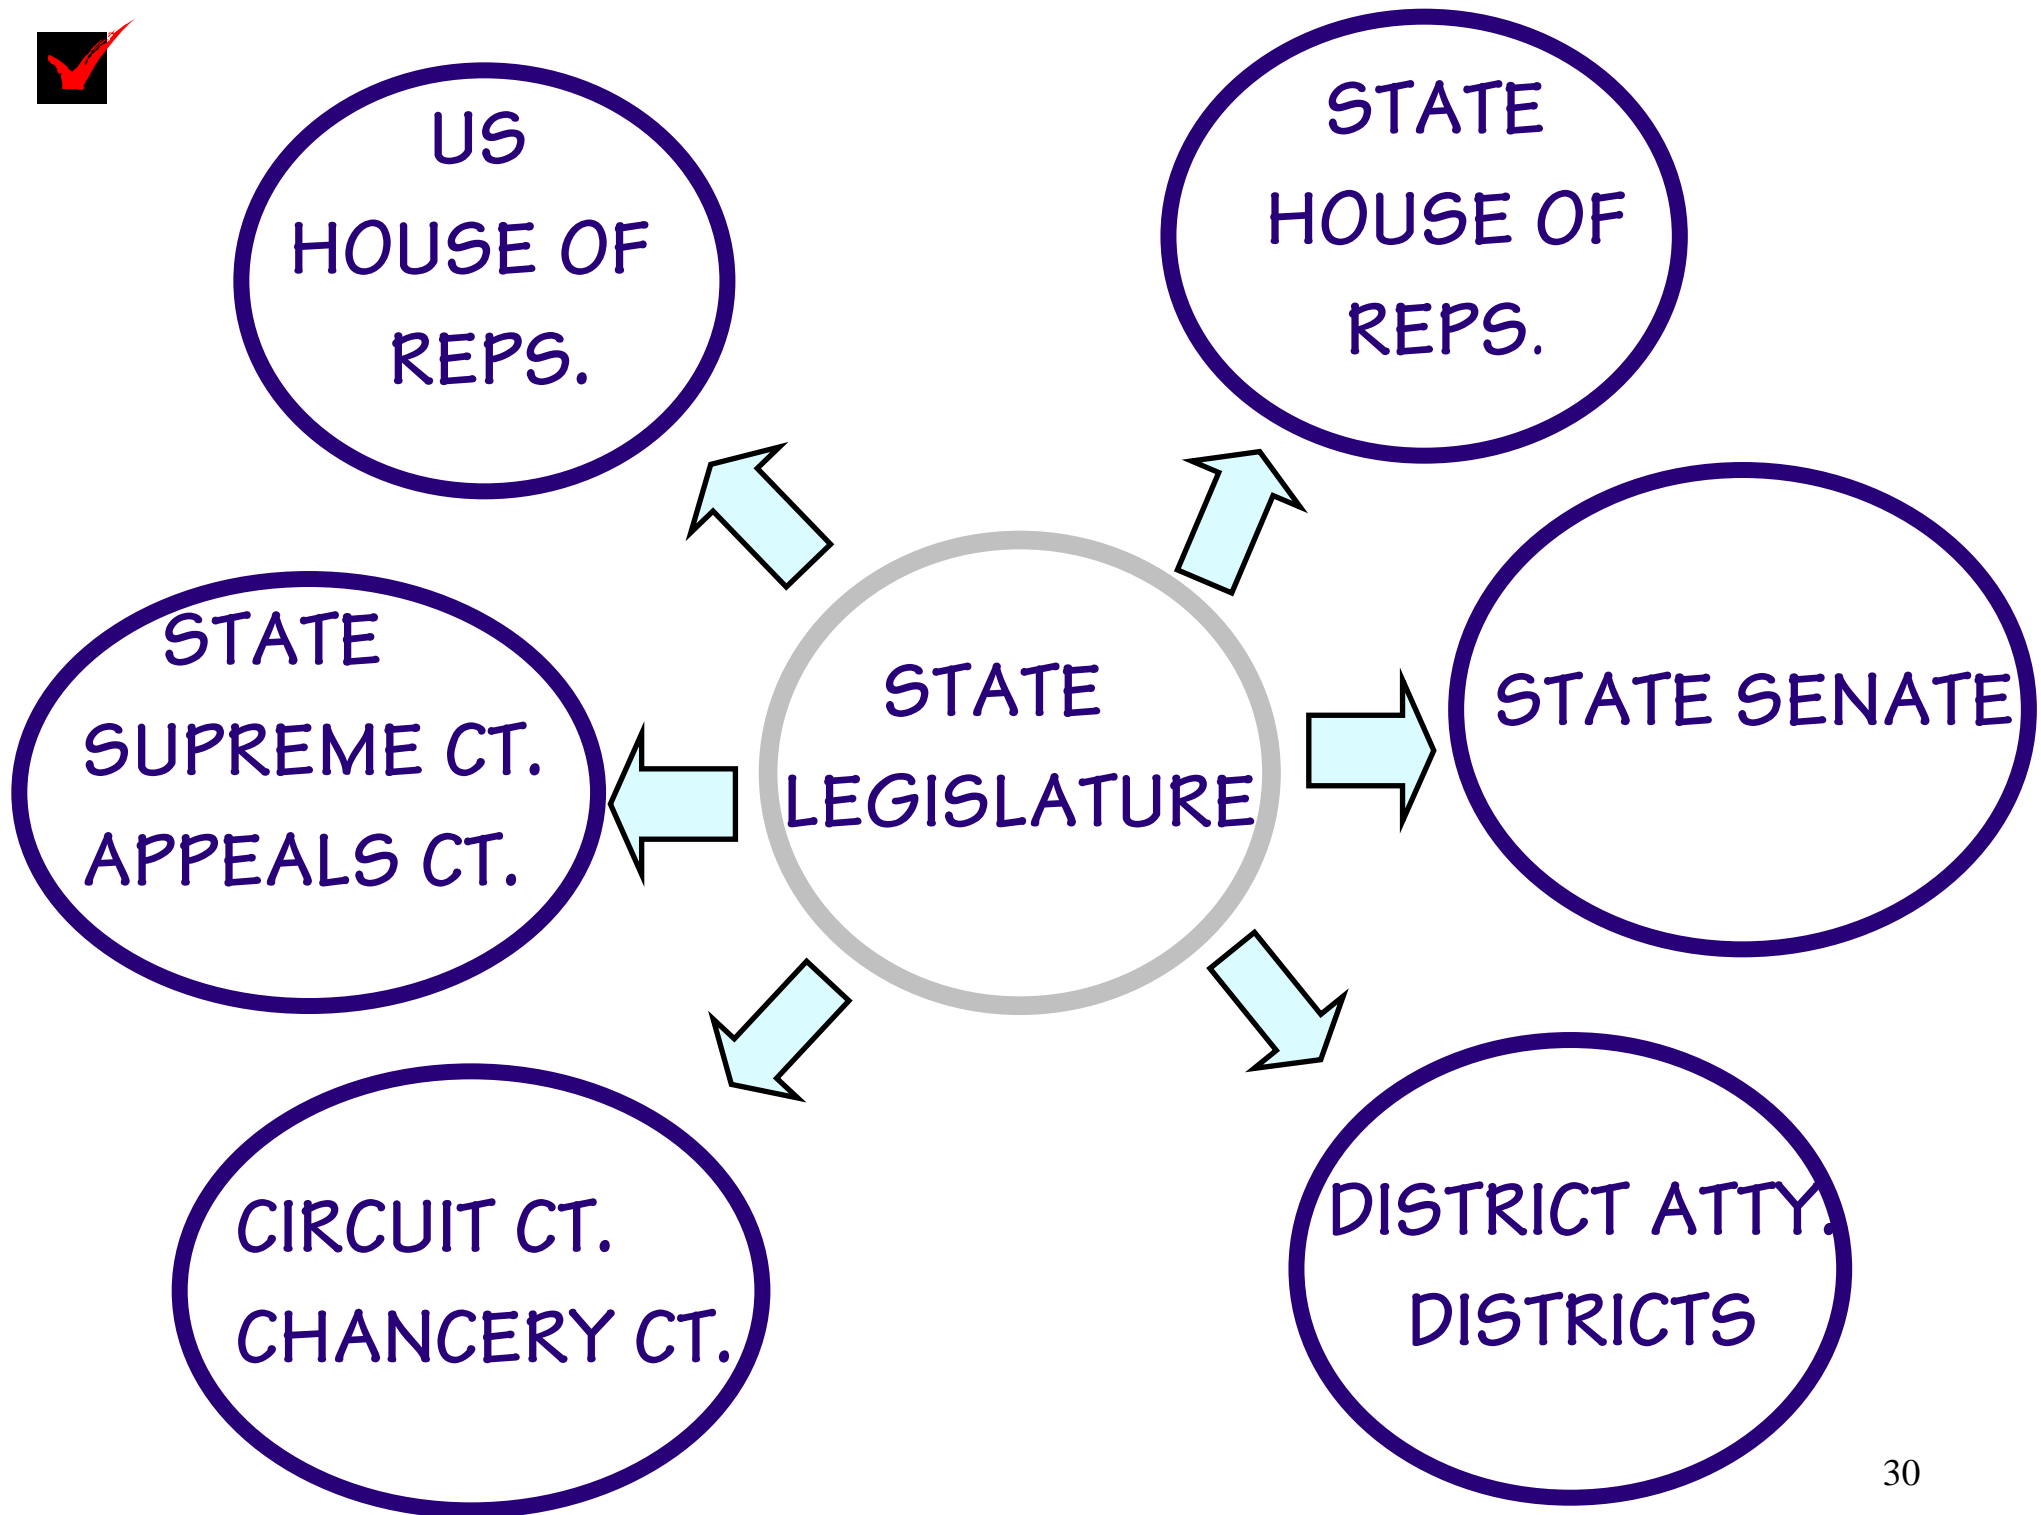 US
HOUSE OF
REPS.
STATE
HOUSE OF
REPS.
STATE
SUPREME CT.
APPEALS CT.
STATE
LEGISLATURE
STATE SENATE
CIRCUIT CT.
CHANCERY CT.
DISTRICT ATTY.
DISTRICTS
30